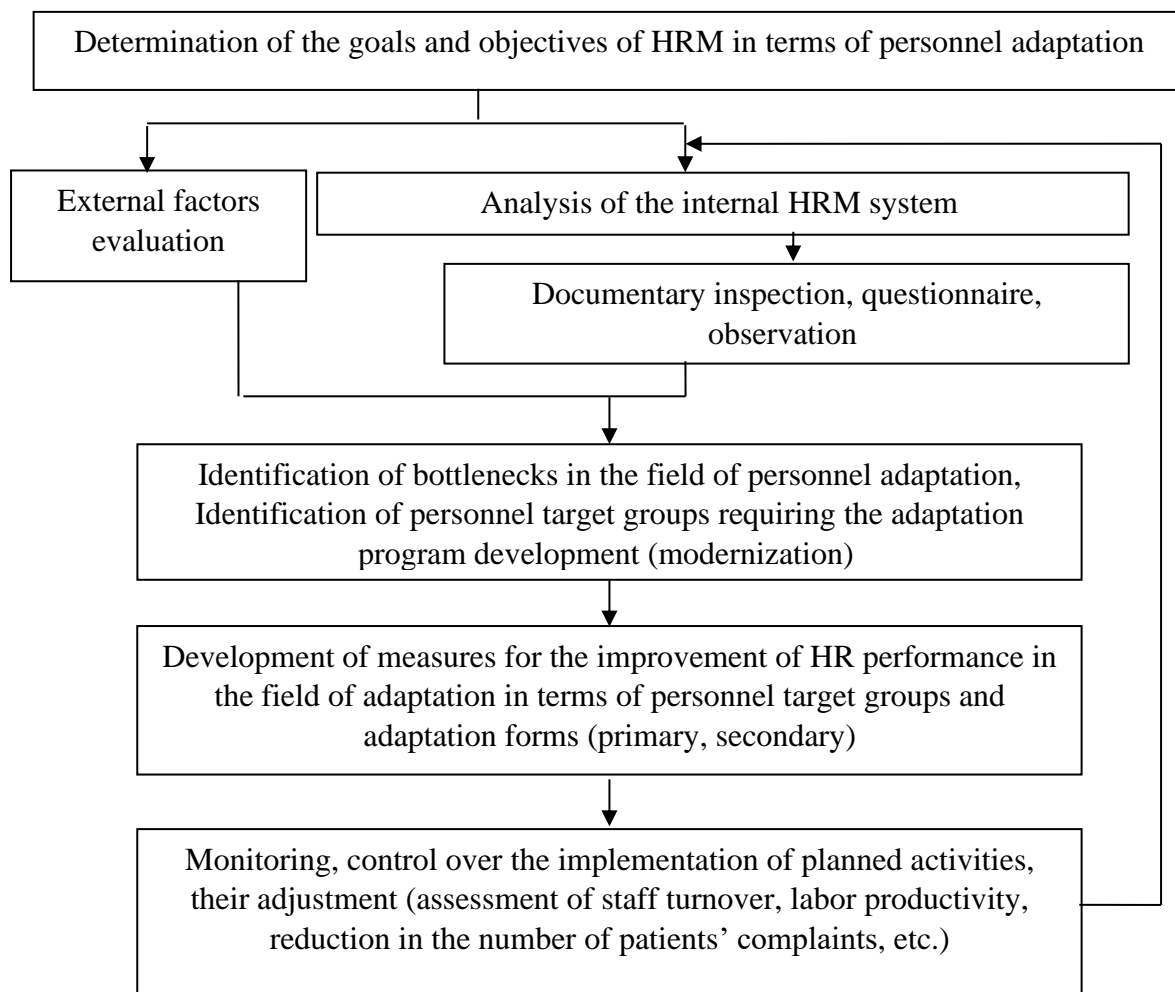 Determination of the goals and objectives of HRM in terms of personnel adaptation
External factors
evaluation
Analysis of the internal HRM system
Documentary inspection, questionnaire,
observation
Identification of bottlenecks in the field of personnel adaptation,
Identification of personnel target groups requiring the adaptation
program development (modernization)
Development of measures for the improvement of HR performance in
the field of adaptation in terms of personnel target groups and
adaptation forms (primary, secondary)
Monitoring, control over the implementation of planned activities,
their adjustment (assessment of staff turnover, labor productivity,
reduction in the number of patients’ complaints, etc.)